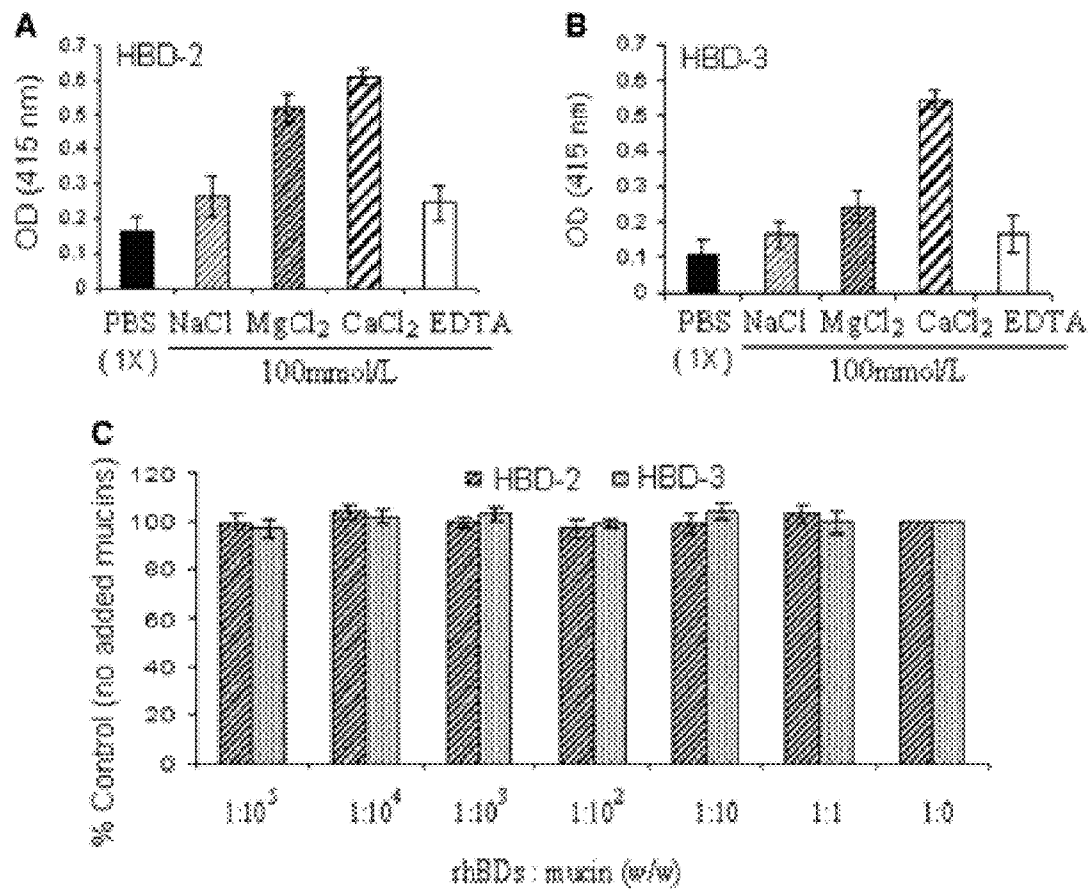 A
HBD-2
OD (415 nm)
0.7
0.6
0.5
0.4
0.3
0.2
0.1
0
PBS NaCl MgCl₂ CaCl₂ EDTA
(1X)
100mmol/L
B
HBD-3
OD (415 nm)
0.7
0.6
0.5
0.4
0.3
0.2
0.1
0
PBS NaCl MgCl₂ CaCl₂ EDTA
(1X)
100mmol/L
C
% Control (no added mucins)
HBD-2 HBD-3
120
100
80
60
40
20
0
1:10³ 1:10⁴ 1:10³ 1:10² 1:10 1:1 1:0
rhBDs : mucin (w/w)